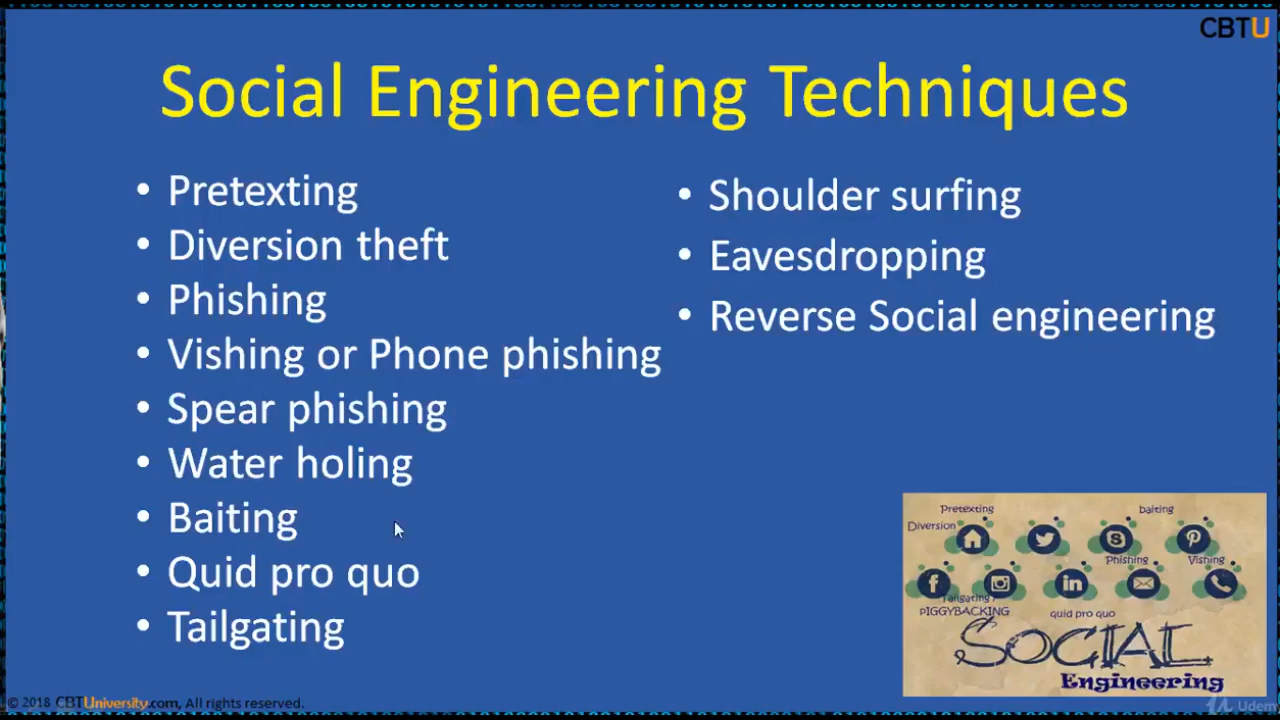 CBTU
Social Engineering Techniques
• Pretexting
• Diversion theft
• Phishing
• Vishing or Phone phishing
• Spear phishing
• Water holing
• Baiting
• Quid pro quo
• Tailgating
• Shoulder surfing
• Eavesdropping
• Reverse Social engineering
Pretexting
baiting
Diversion
Phishing
Vishing
Tailgating /
PIGGYBACKING
quid pro quo
SOCIAL
Engineering
© 2018 CBTUniversity.com, All rights reserved.